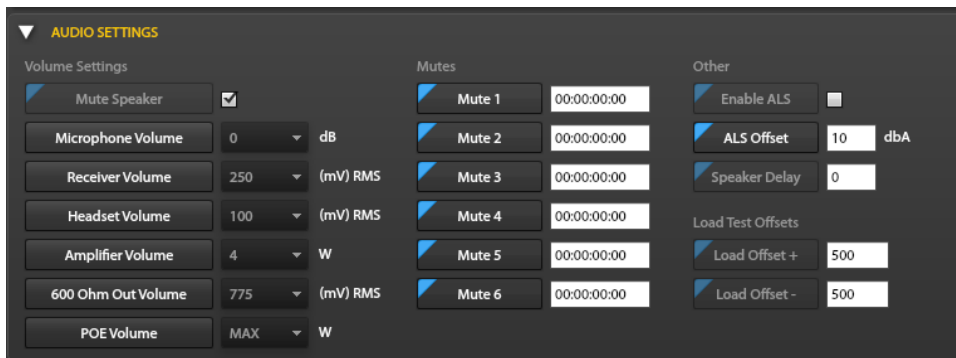 AUDIO SETTINGS
Volume Settings
Mute Speaker
Microphone Volume 0 dB
Receiver Volume 250 (mV) RMS
Headset Volume 100 (mV) RMS
Amplifier Volume 4 W
600 Ohm Out Volume 775 (mV) RMS
POE Volume MAX W
Mutes
Mute 1 00:00:00:00
Mute 2 00:00:00:00
Mute 3 00:00:00:00
Mute 4 00:00:00:00
Mute 5 00:00:00:00
Mute 6 00:00:00:00
Other
Enable ALS
ALS Offset 10 dbA
Speaker Delay 0
Load Test Offsets
Load Offset + 500
Load Offset - 500